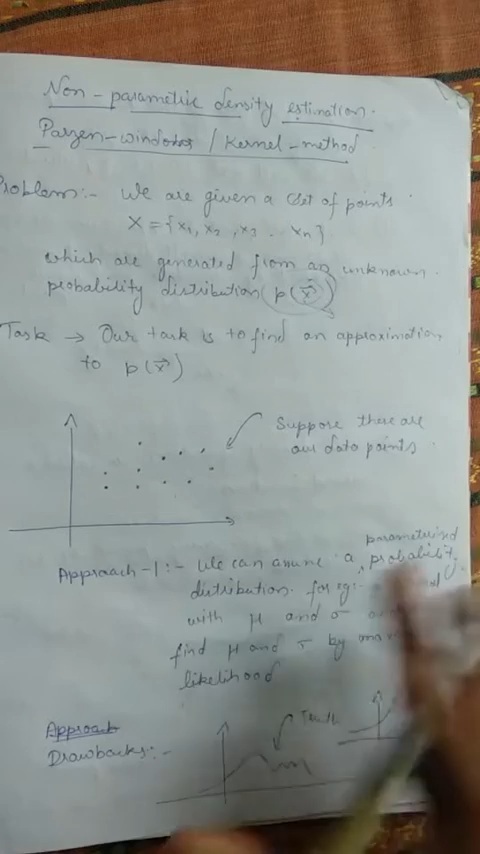 Non-parametric density estimation.
Parzen-windows / Kernel-method
Problem:- We are given a set of points
X = {x1, x2, x3 .. xn}
which are generated from an unknown
probability distribution p(x⃗)
Task → Our task is to find an approximation
to p(x⃗)
Suppose these are
our data points
parametrised
Approach-1:- We can assume a probability
distribution. for eg:-
with μ and σ
find μ and σ by
likelihood
Approach
Drawbacks:-
Truth